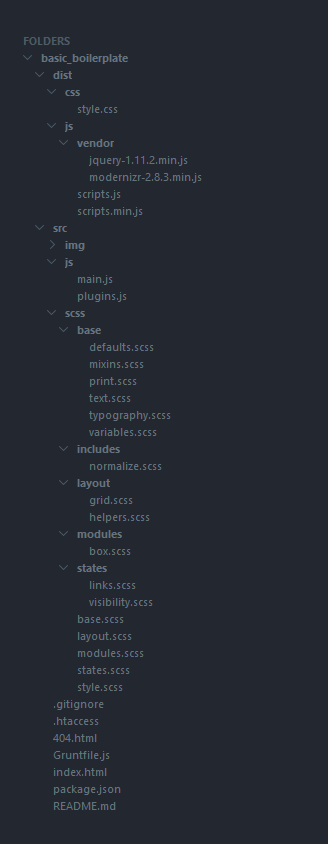 FOLDERS
basic_boilerplate
dist
css
style.css
js
vendor
jquery-1.11.2.min.js
modernizr-2.8.3.min.js
scripts.js
scripts.min.js
src
img
js
main.js
plugins.js
scss
base
defaults.scss
mixins.scss
print.scss
text.scss
typography.scss
variables.scss
includes
normalize.scss
layout
grid.scss
helpers.scss
modules
box.scss
states
links.scss
visibility.scss
base.scss
layout.scss
modules.scss
states.scss
style.scss
.gitignore
.htaccess
404.html
Gruntfile.js
index.html
package.json
README.md